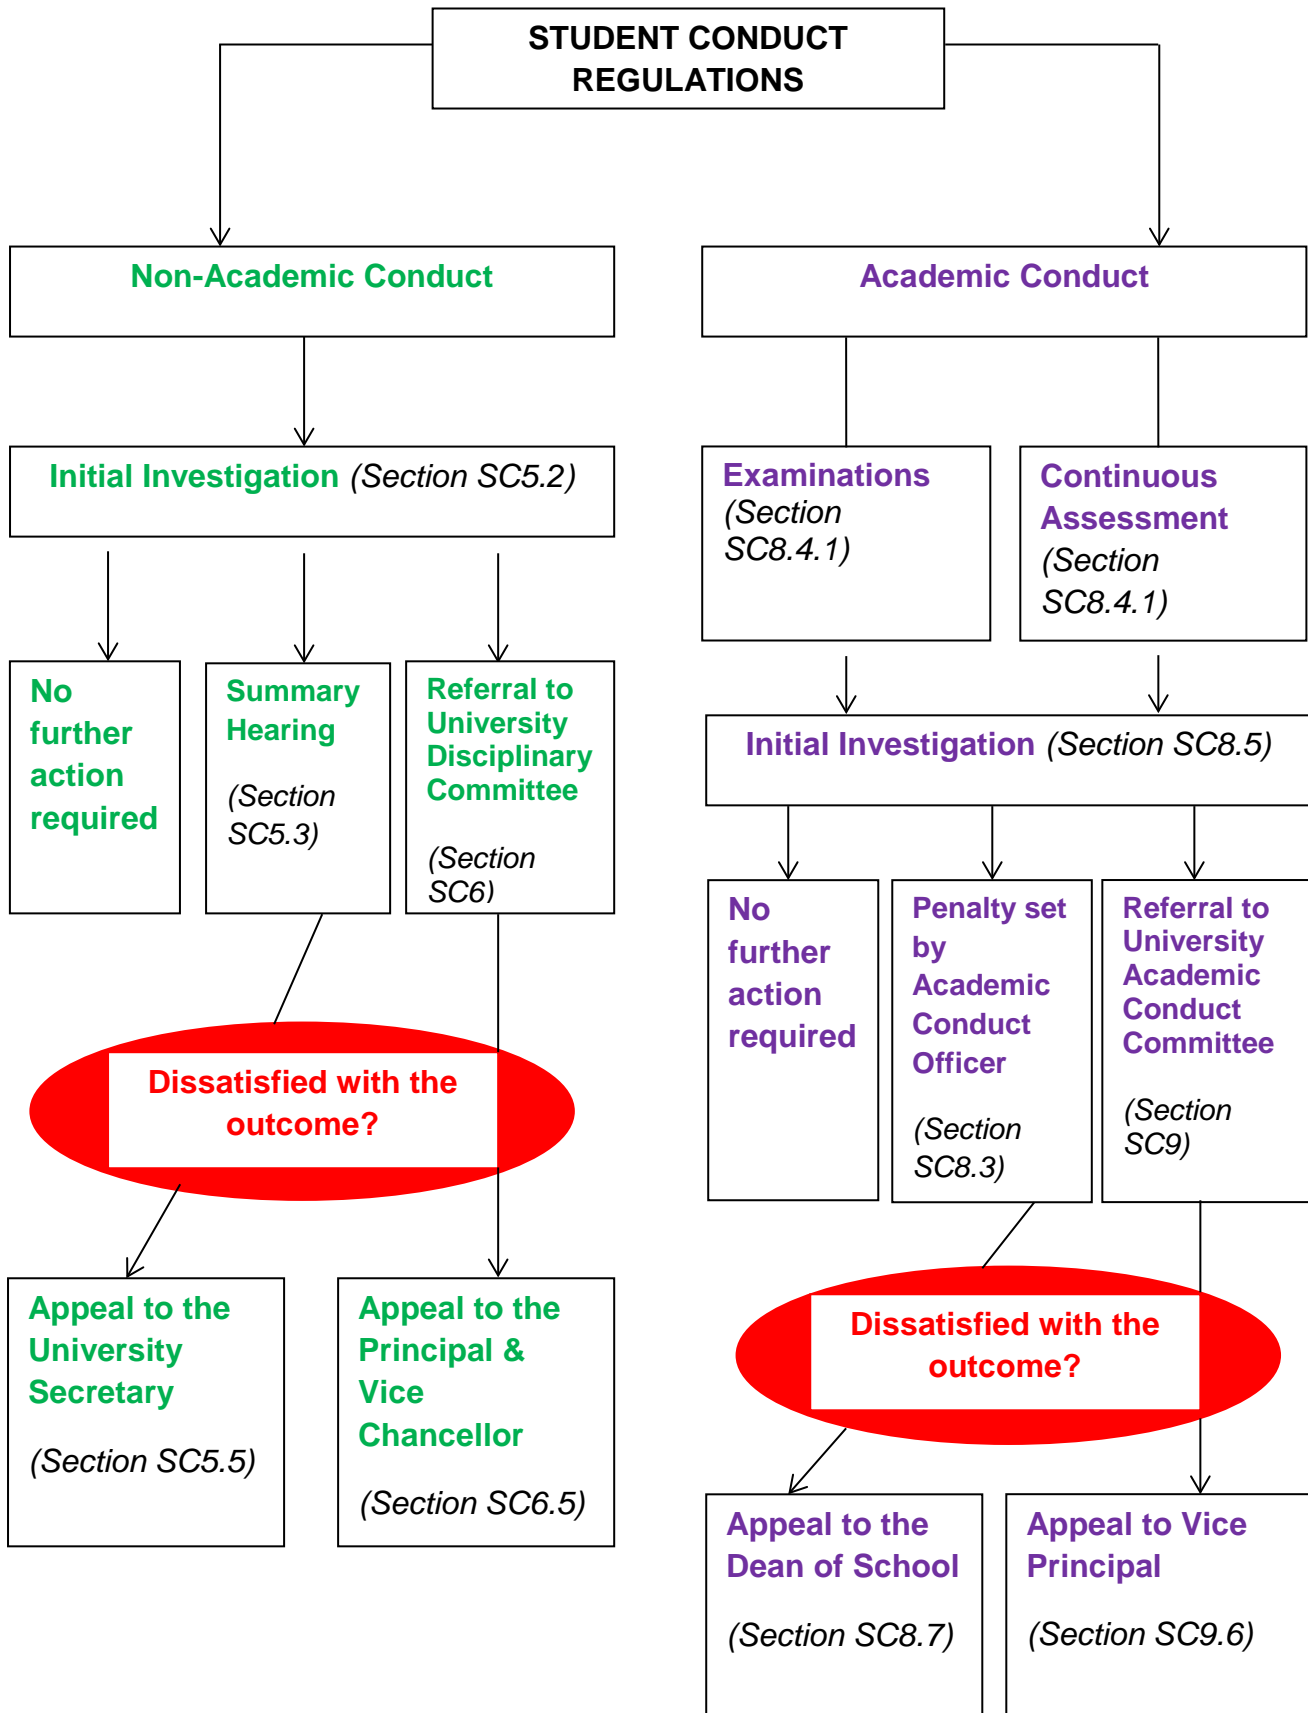 STUDENT CONDUCT
REGULATIONS
Non-Academic Conduct
Academic Conduct
Initial Investigation (Section SC5.2)
Examinations
(Section
SC8.4.1)
Continuous
Assessment
(Section
SC8.4.1)
No
further
action
required
Summary
Hearing
(Section
SC5.3)
Referral to
University
Disciplinary
Committee
(Section
SC6)
Initial Investigation (Section SC8.5)
No
further
action
required
Penalty set
by
Academic
Conduct
Officer
(Section
SC8.3)
Referral to
University
Academic
Conduct
Committee
(Section
SC9)
Dissatisfied with the
outcome?
Appeal to the
University
Secretary
(Section SC5.5)
Appeal to the
Principal &
Vice
Chancellor
(Section SC6.5)
Dissatisfied with the
outcome?
Appeal to the
Dean of School
(Section SC8.7)
Appeal to Vice
Principal
(Section SC9.6)